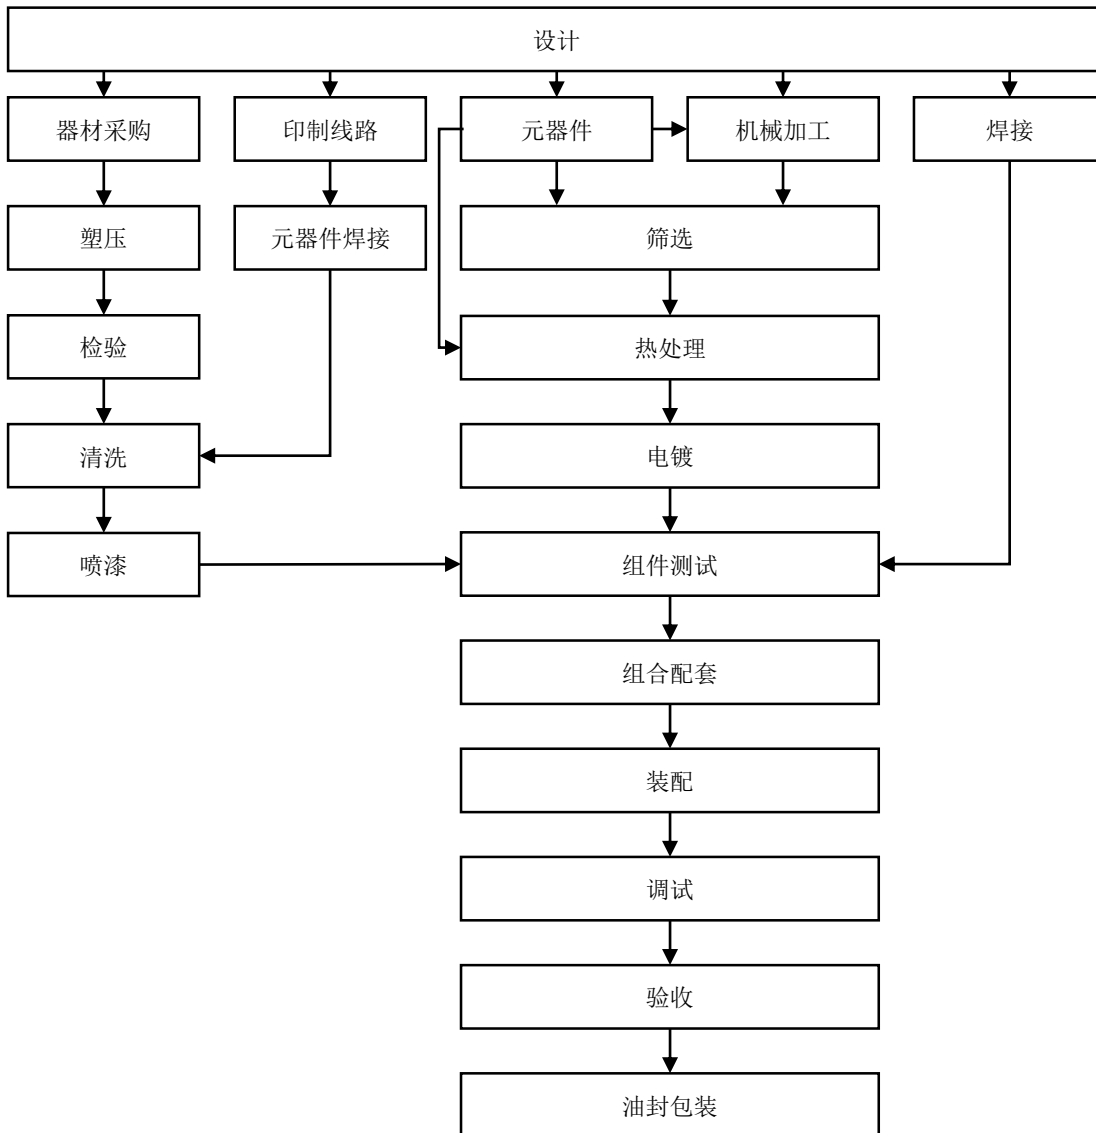 设计
器材采购
印制线路
元器件
机械加工
焊接
塑压
元器件焊接
筛选
检验
热处理
清洗
电镀
喷漆
组件测试
组合配套
装配
调试
验收
油封包装